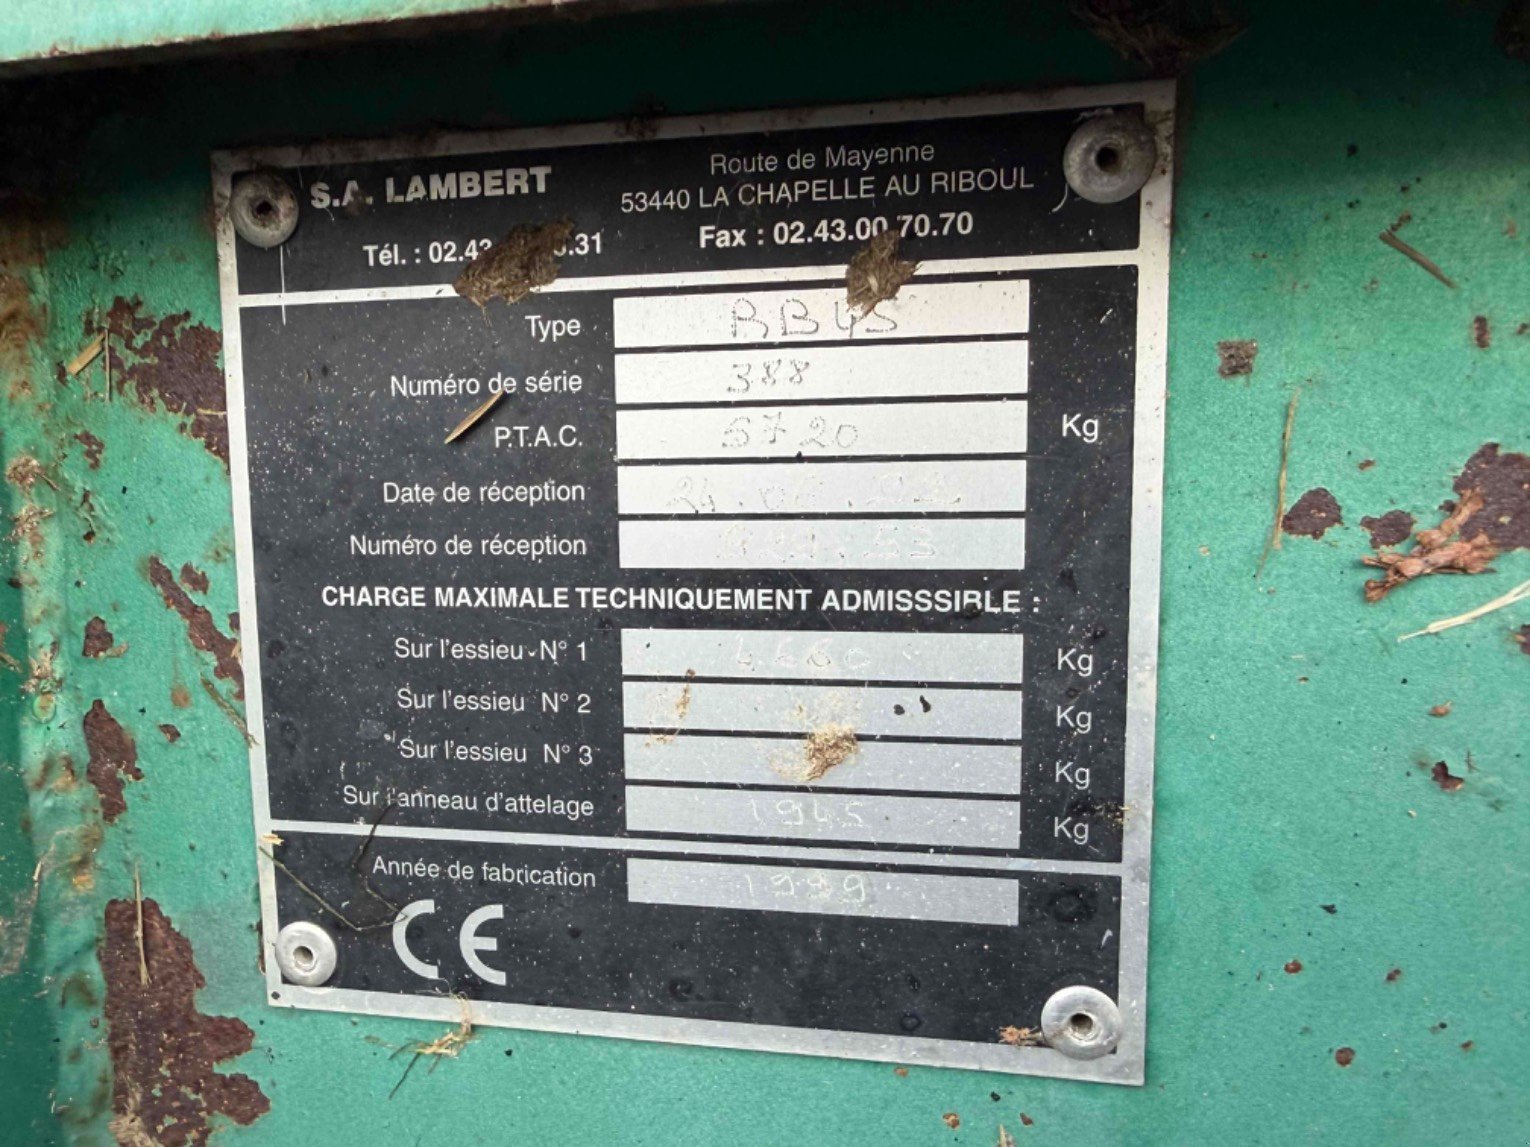 S.A. LAMBERT
Route de Mayenne
53440 LA CHAPELLE AU RIBOUL
Tél. : Fax : 02.43.00.70.70
Type
Numéro de série 388
P.T.A.C. Kg
Date de réception
Numéro de réception
CHARGE MAXIMALE TECHNIQUEMENT ADMISSSIBLE :
Sur l'essieu N° 1 Kg
Sur l'essieu N° 2 Kg
Sur l'essieu N° 3 Kg
Sur l'anneau d'attelage 1945 Kg
Année de fabrication 1999
CE